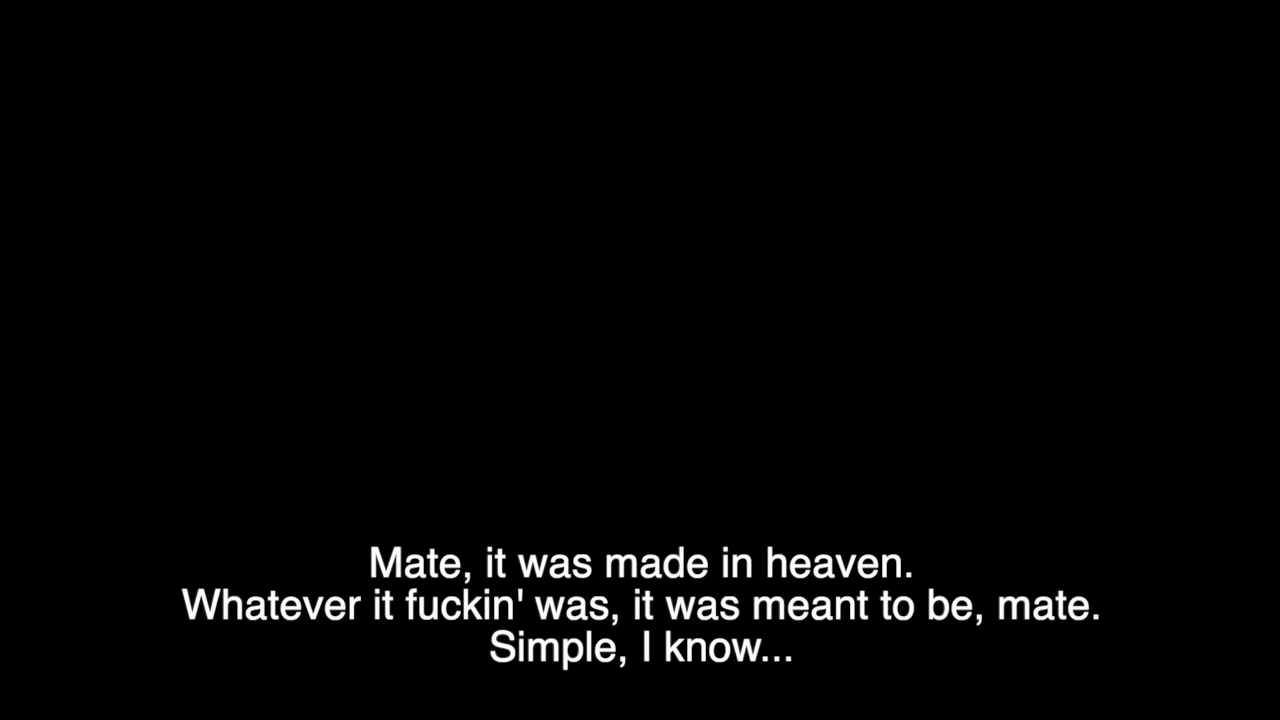 Mate, it was made in heaven.
Whatever it fuckin' was, it was meant to be, mate.
Simple, I know...